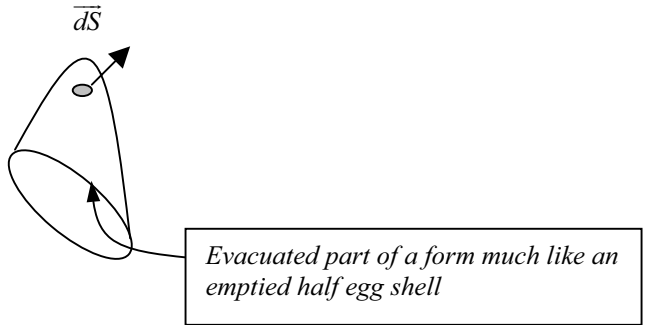 dS
Evacuated part of a form much like an
emptied half egg shell